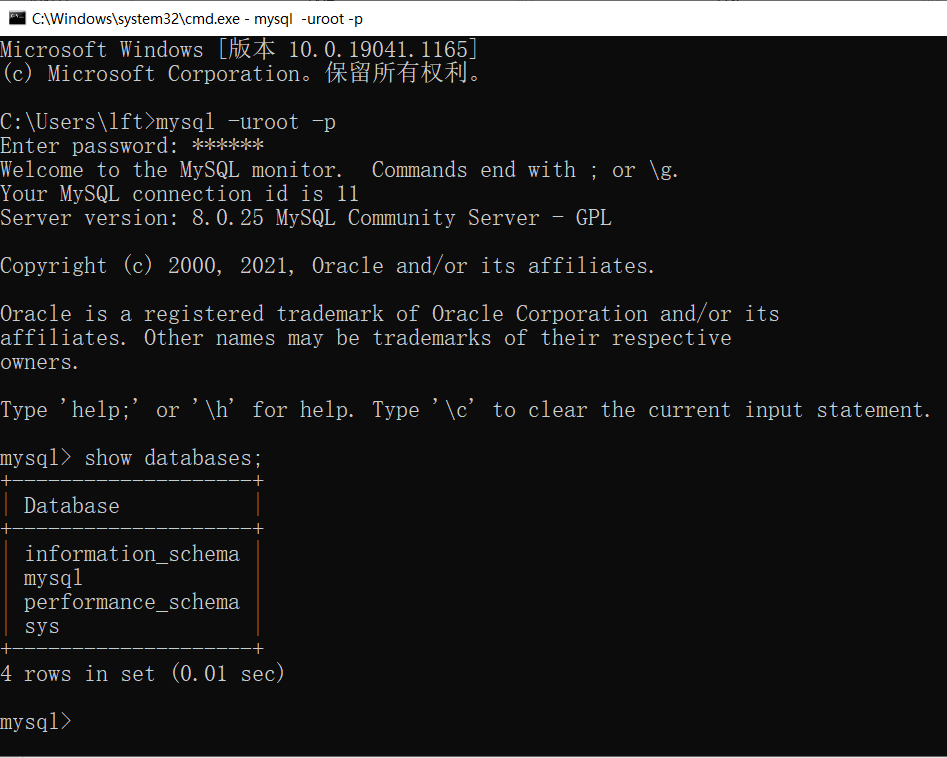 C:\Windows\system32\cmd.exe - mysql  -uroot -p
Microsoft Windows [版本 10.0.19041.1165]
(c) Microsoft Corporation。保留所有权利。
C:\Users\lft>mysql -uroot -p
Enter password: ******
Welcome to the MySQL monitor.  Commands end with ; or \g.
Your MySQL connection id is 11
Server version: 8.0.25 MySQL Community Server - GPL
Copyright (c) 2000, 2021, Oracle and/or its affiliates.
Oracle is a registered trademark of Oracle Corporation and/or its
affiliates. Other names may be trademarks of their respective
owners.
Type 'help;' or '\h' for help. Type '\c' to clear the current input statement.
mysql> show databases;
+--------------------+
| Database           |
+--------------------+
| information_schema |
| mysql              |
| performance_schema |
| sys                |
+--------------------+
4 rows in set (0.01 sec)
mysql>